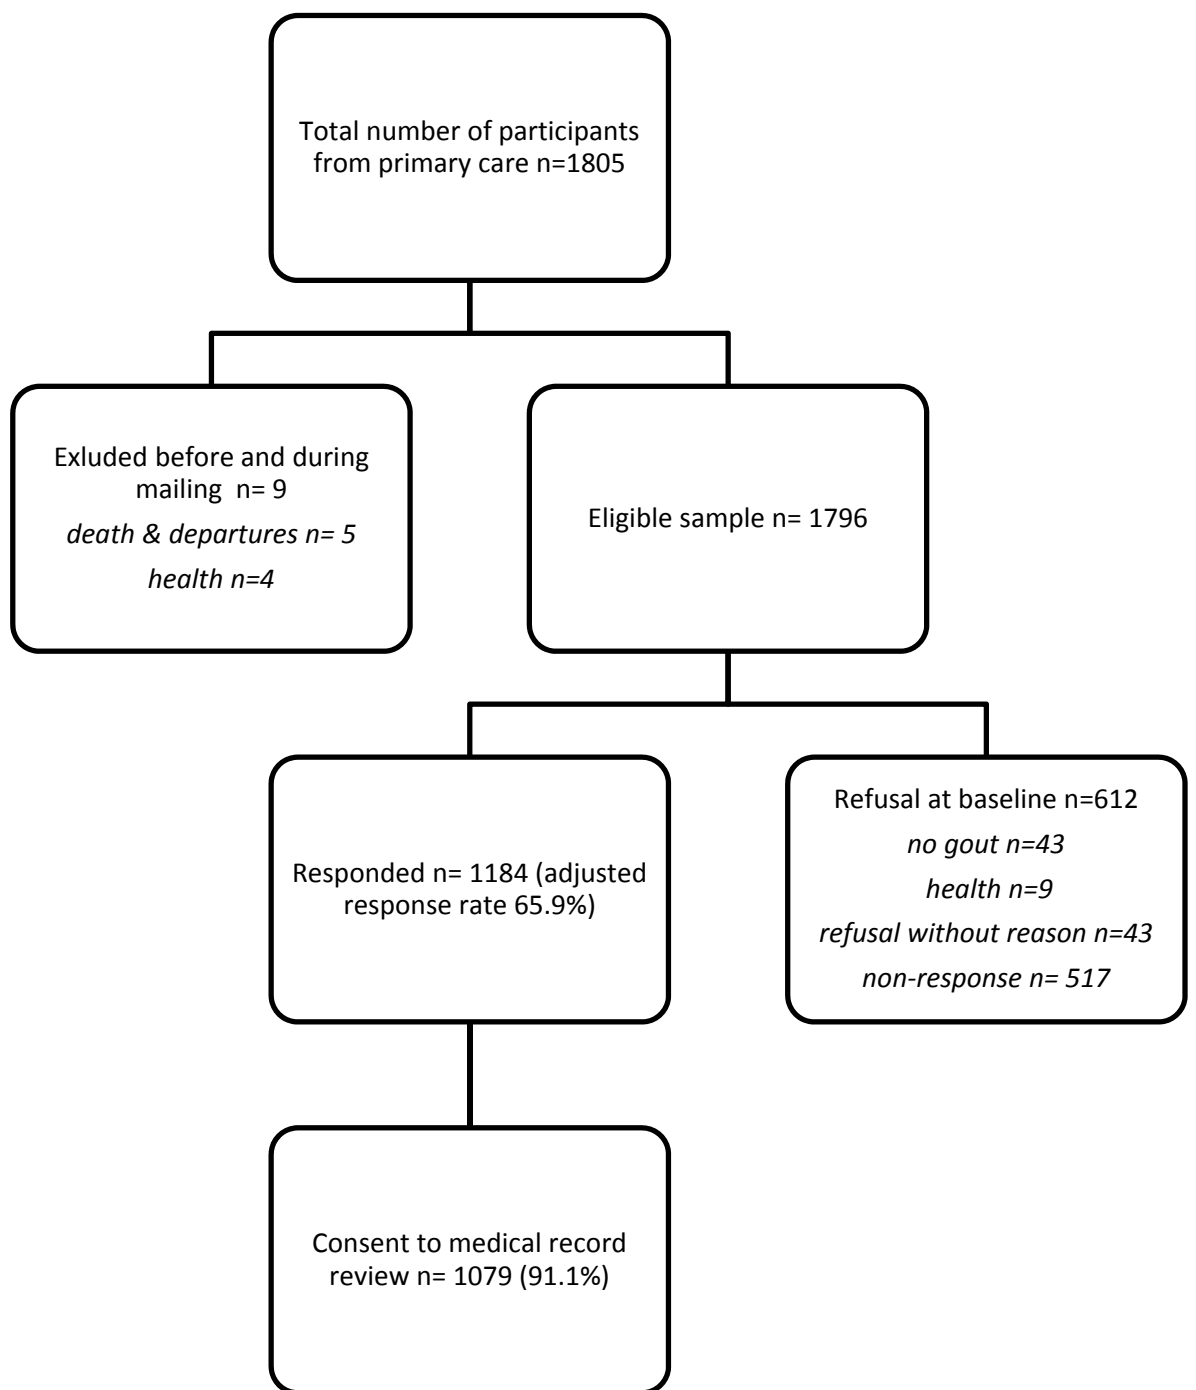 Total number of participants
from primary care n=1805
Exluded before and during
mailing  n= 9
death & departures n= 5
health n=4
Eligible sample n= 1796
Responded n= 1184 (adjusted
response rate 65.9%)
Refusal at baseline n=612
no gout n=43
health n=9
refusal without reason n=43
non-response n= 517
Consent to medical record
review n= 1079 (91.1%)